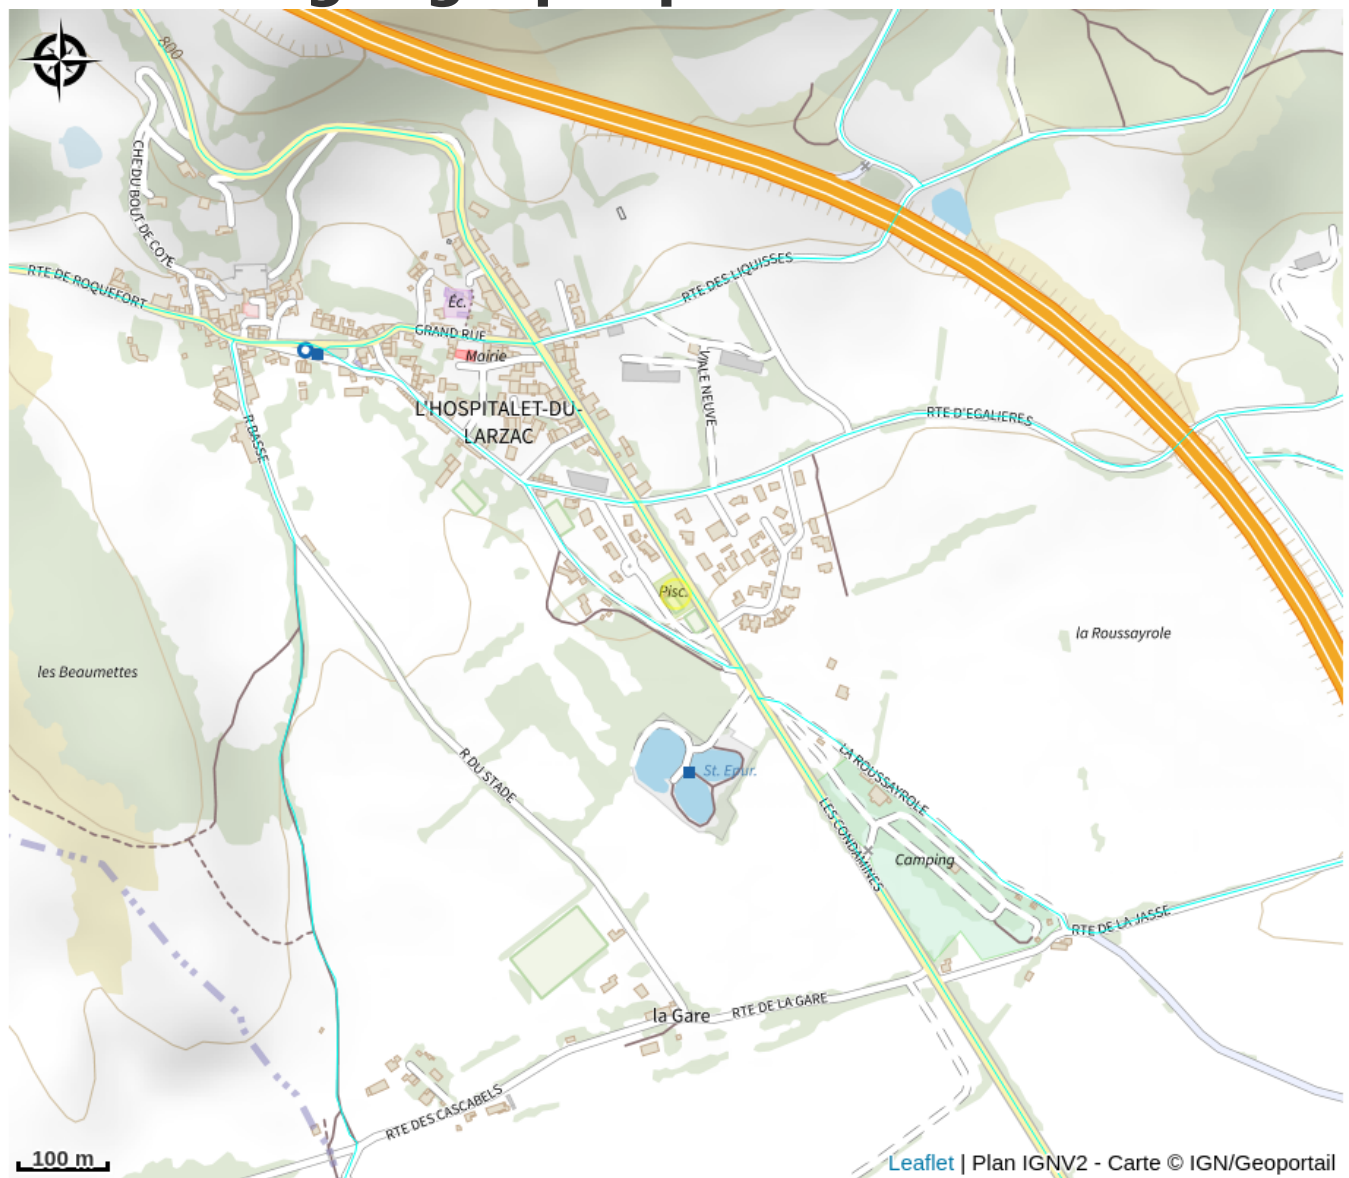 800
CHE DU BOUT DE COTE
RTE DE ROQUEFORT
RTE DES LIQUISSES
Éc.
GRAND RUE
Mairie
VIALE NEUVE
L'HOSPITALET-DU-
LARZAC
RTE D'EGALIERES
R BASSE
Pisc.
la Roussayrole
les Beaumettes
R DU STADE
St. Epur.
LA ROUSSAYROLE
LES CONDAMINES
Camping
RTE DE LA JASSE
RTE DE LA GARE
la Gare
RTE DES CASCABELS
100 m
Leaflet | Plan IGNV2 - Carte © IGN/Geoportail